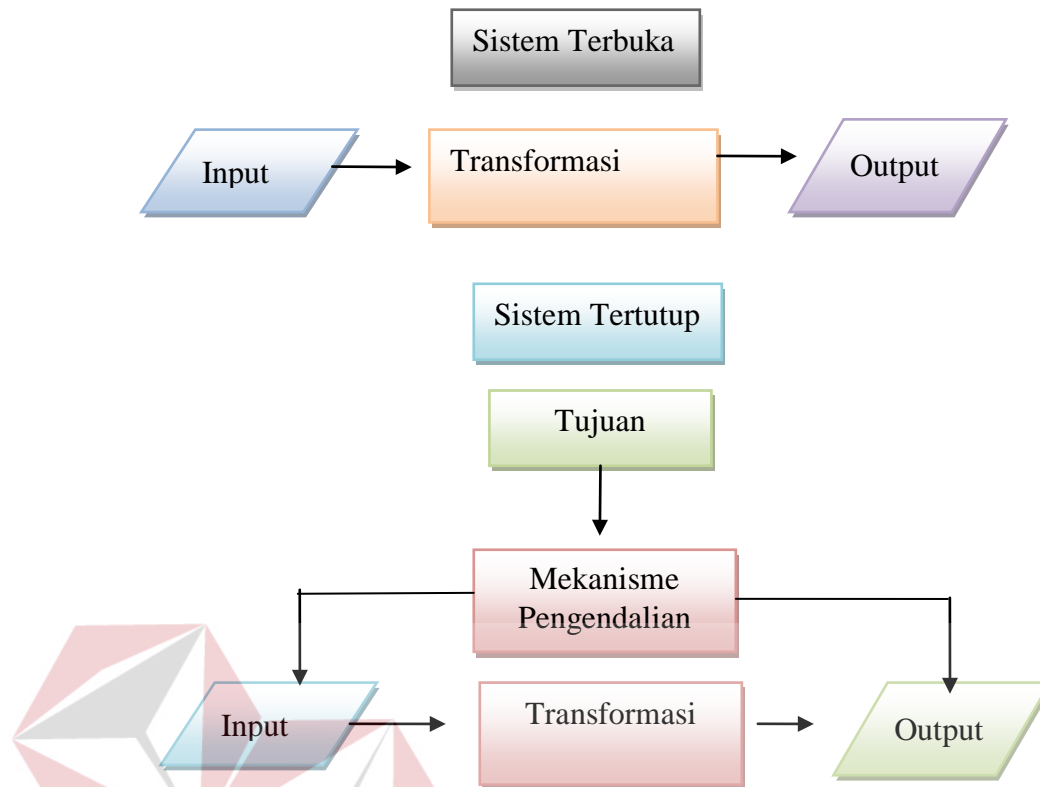 Sistem Terbuka
Input
Transformasi
Output
Sistem Tertutup
Tujuan
Mekanisme
Pengendalian
Input
Transformasi
Output